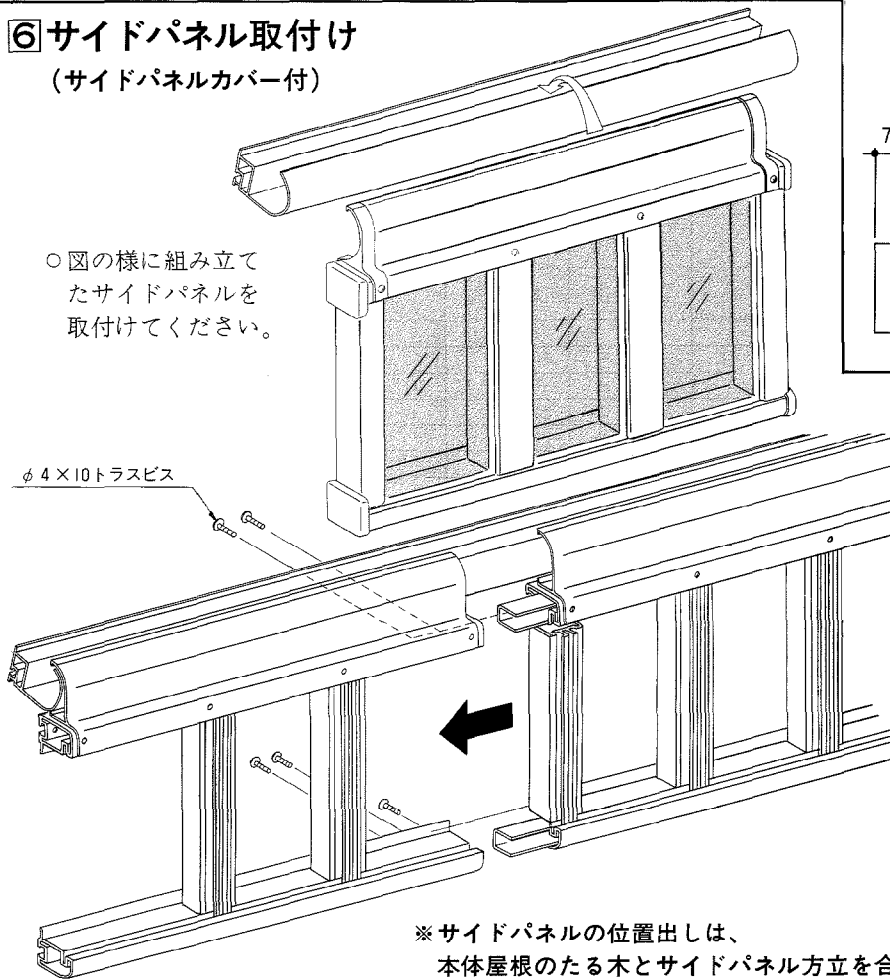 6 サイドパネル取付け
(サイドパネルカバー付)
○図の様に組み立て
たサイドパネルを
取付けてください。
φ4×10トラスビス
7
※サイドパネルの位置出しは、
本体屋根のたる木とサイドパネル方立を合